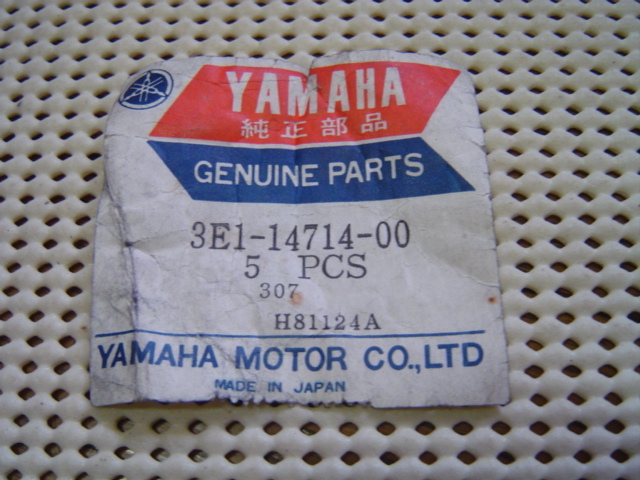 YAMAHA
純正部品
GENUINE PARTS
3E1-14714-00
5 PCS
307
H81124A
YAMAHA MOTOR CO.,LTD
MADE IN JAPAN